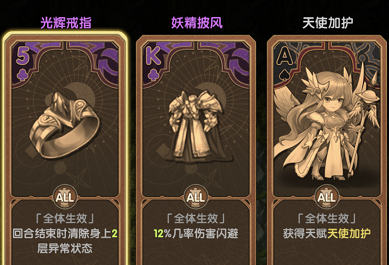 光辉戒指
妖精披风
天使加护
5
K
A
ALL
ALL
ALL
「全体生效」
回合结束时清除身上2
层异常状态
「全体生效」
12%几率伤害闪避
「全体生效」
获得天赋天使加护